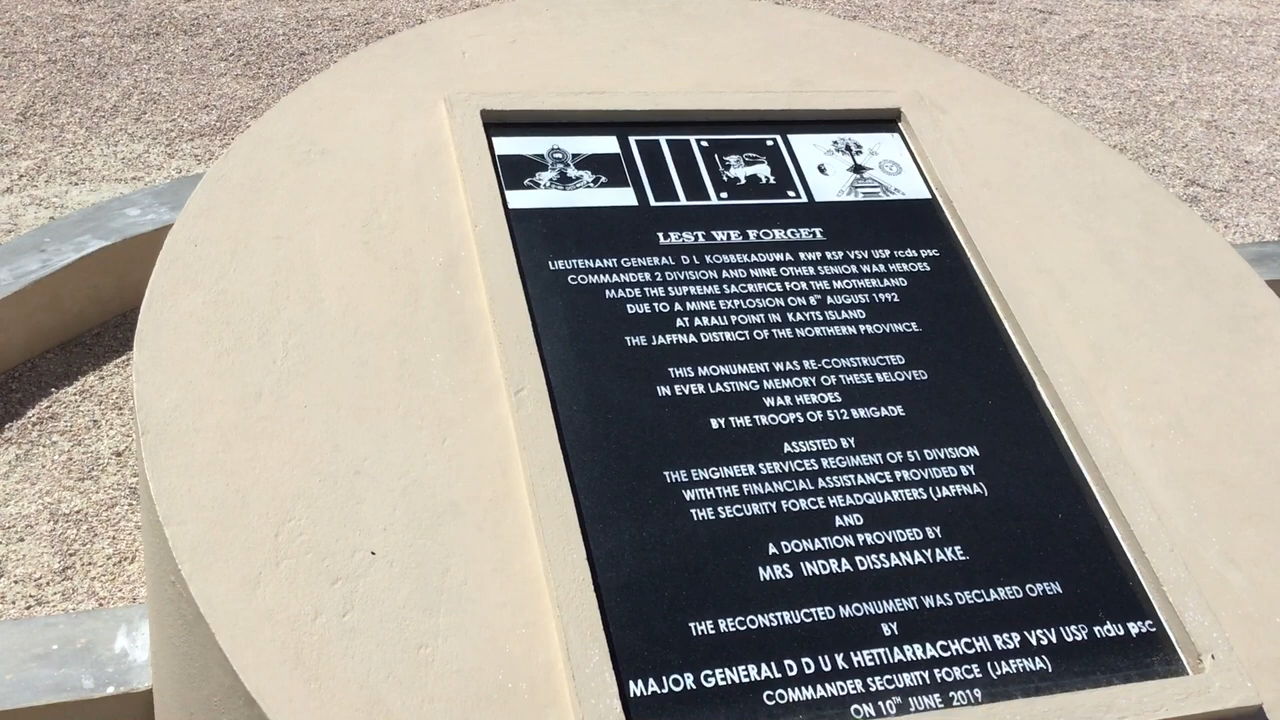 LEST WE FORGET
LIEUTENANT GENERAL D L KOBBEKADUWA RWP RSP VSV USP rcds psc
COMMANDER 2 DIVISION AND NINE OTHER SENIOR WAR HEROES
MADE THE SUPREME SACRIFICE FOR THE MOTHERLAND
DUE TO A MINE EXPLOSION ON 8TH AUGUST 1992
AT ARALI POINT IN KAYTS ISLAND
THE JAFFNA DISTRICT OF THE NORTHERN PROVINCE.
THIS MONUMENT WAS RE-CONSTRUCTED
IN EVER LASTING MEMORY OF THESE BELOVED
WAR HEROES
BY THE TROOPS OF 512 BRIGADE
ASSISTED BY
THE ENGINEER SERVICES REGIMENT OF 51 DIVISION
WITH THE FINANCIAL ASSISTANCE PROVIDED BY
THE SECURITY FORCE HEADQUARTERS (JAFFNA)
AND
A DONATION PROVIDED BY
MRS INDRA DISSANAYAKE.
THE RECONSTRUCTED MONUMENT WAS DECLARED OPEN
BY
MAJOR GENERAL D D U K HETTIARRACHCHI RSP VSV USP ndu psc
COMMANDER SECURITY FORCE (JAFFNA)
ON 10TH JUNE 2019